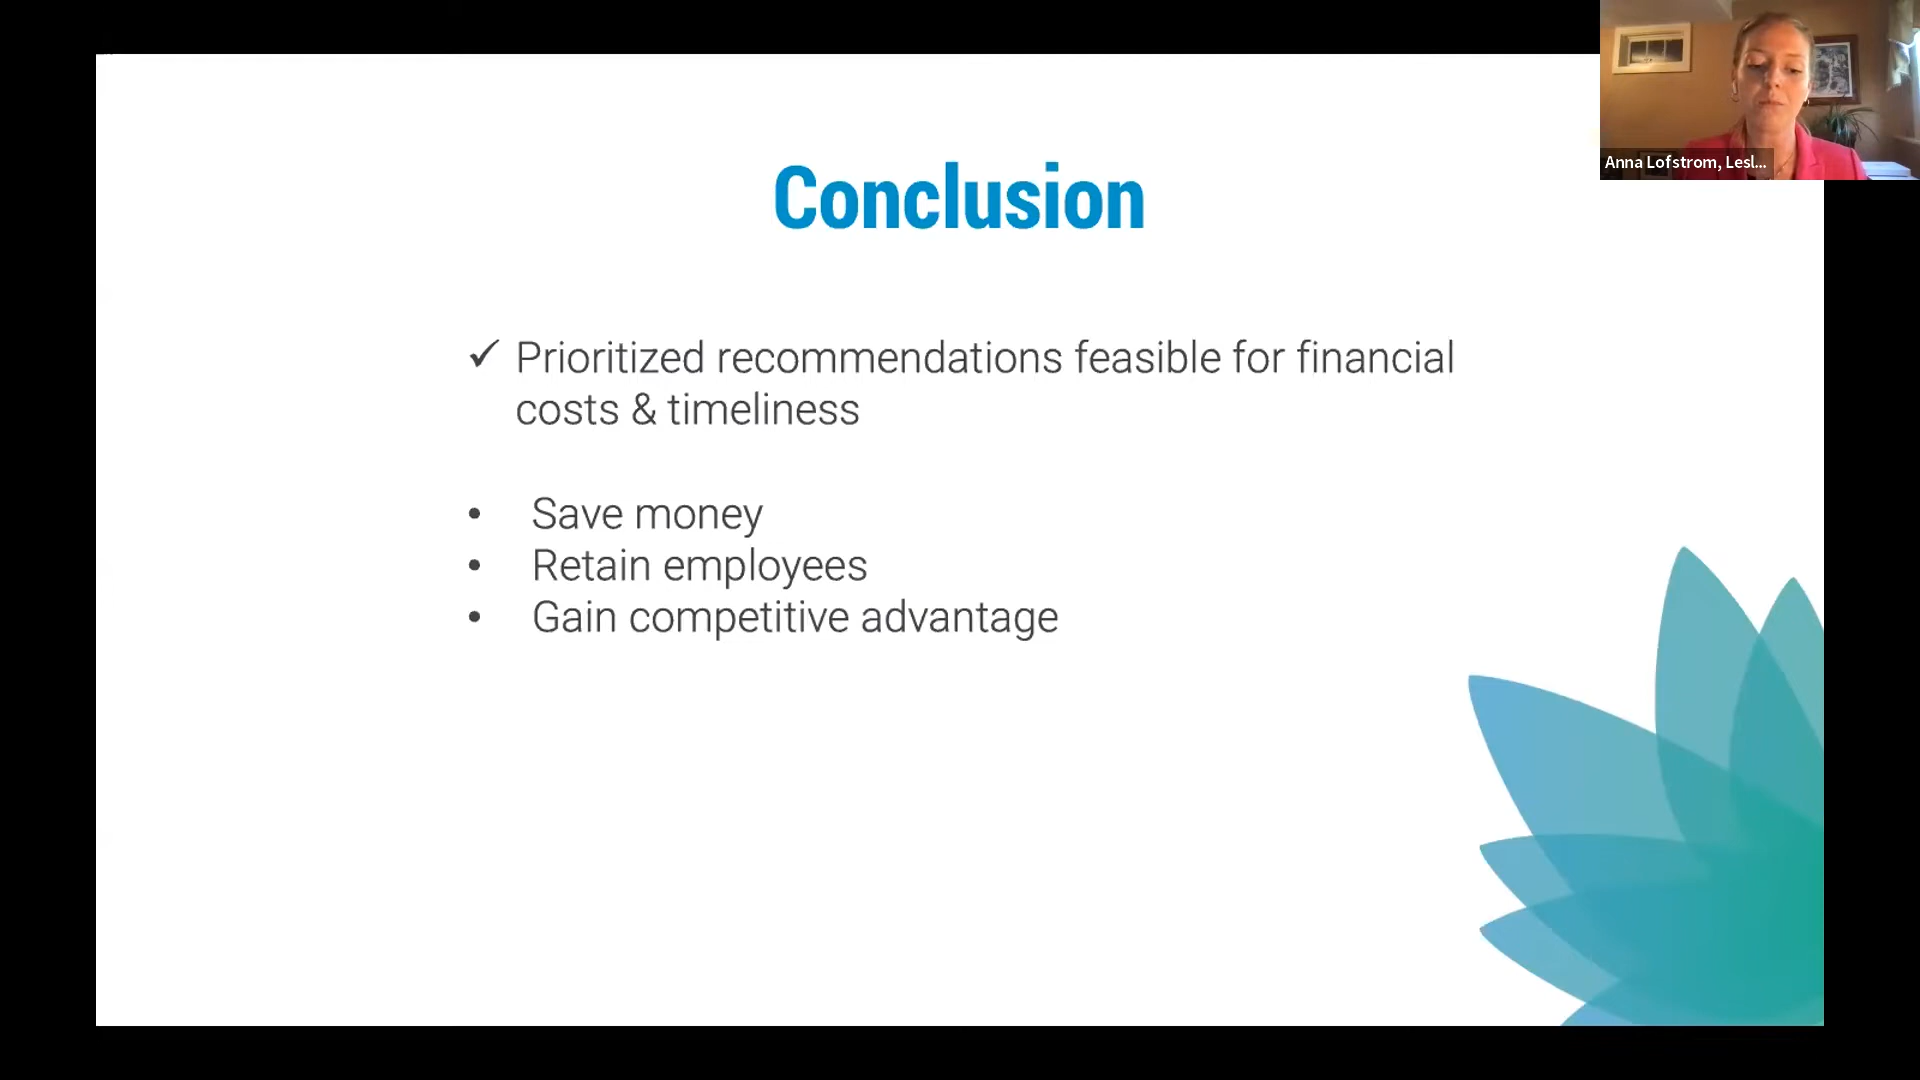 Conclusion
✓ Prioritized recommendations feasible for financial
costs & timeliness
• Save money
• Retain employees
• Gain competitive advantage
Anna Lofstrom, Lesl...